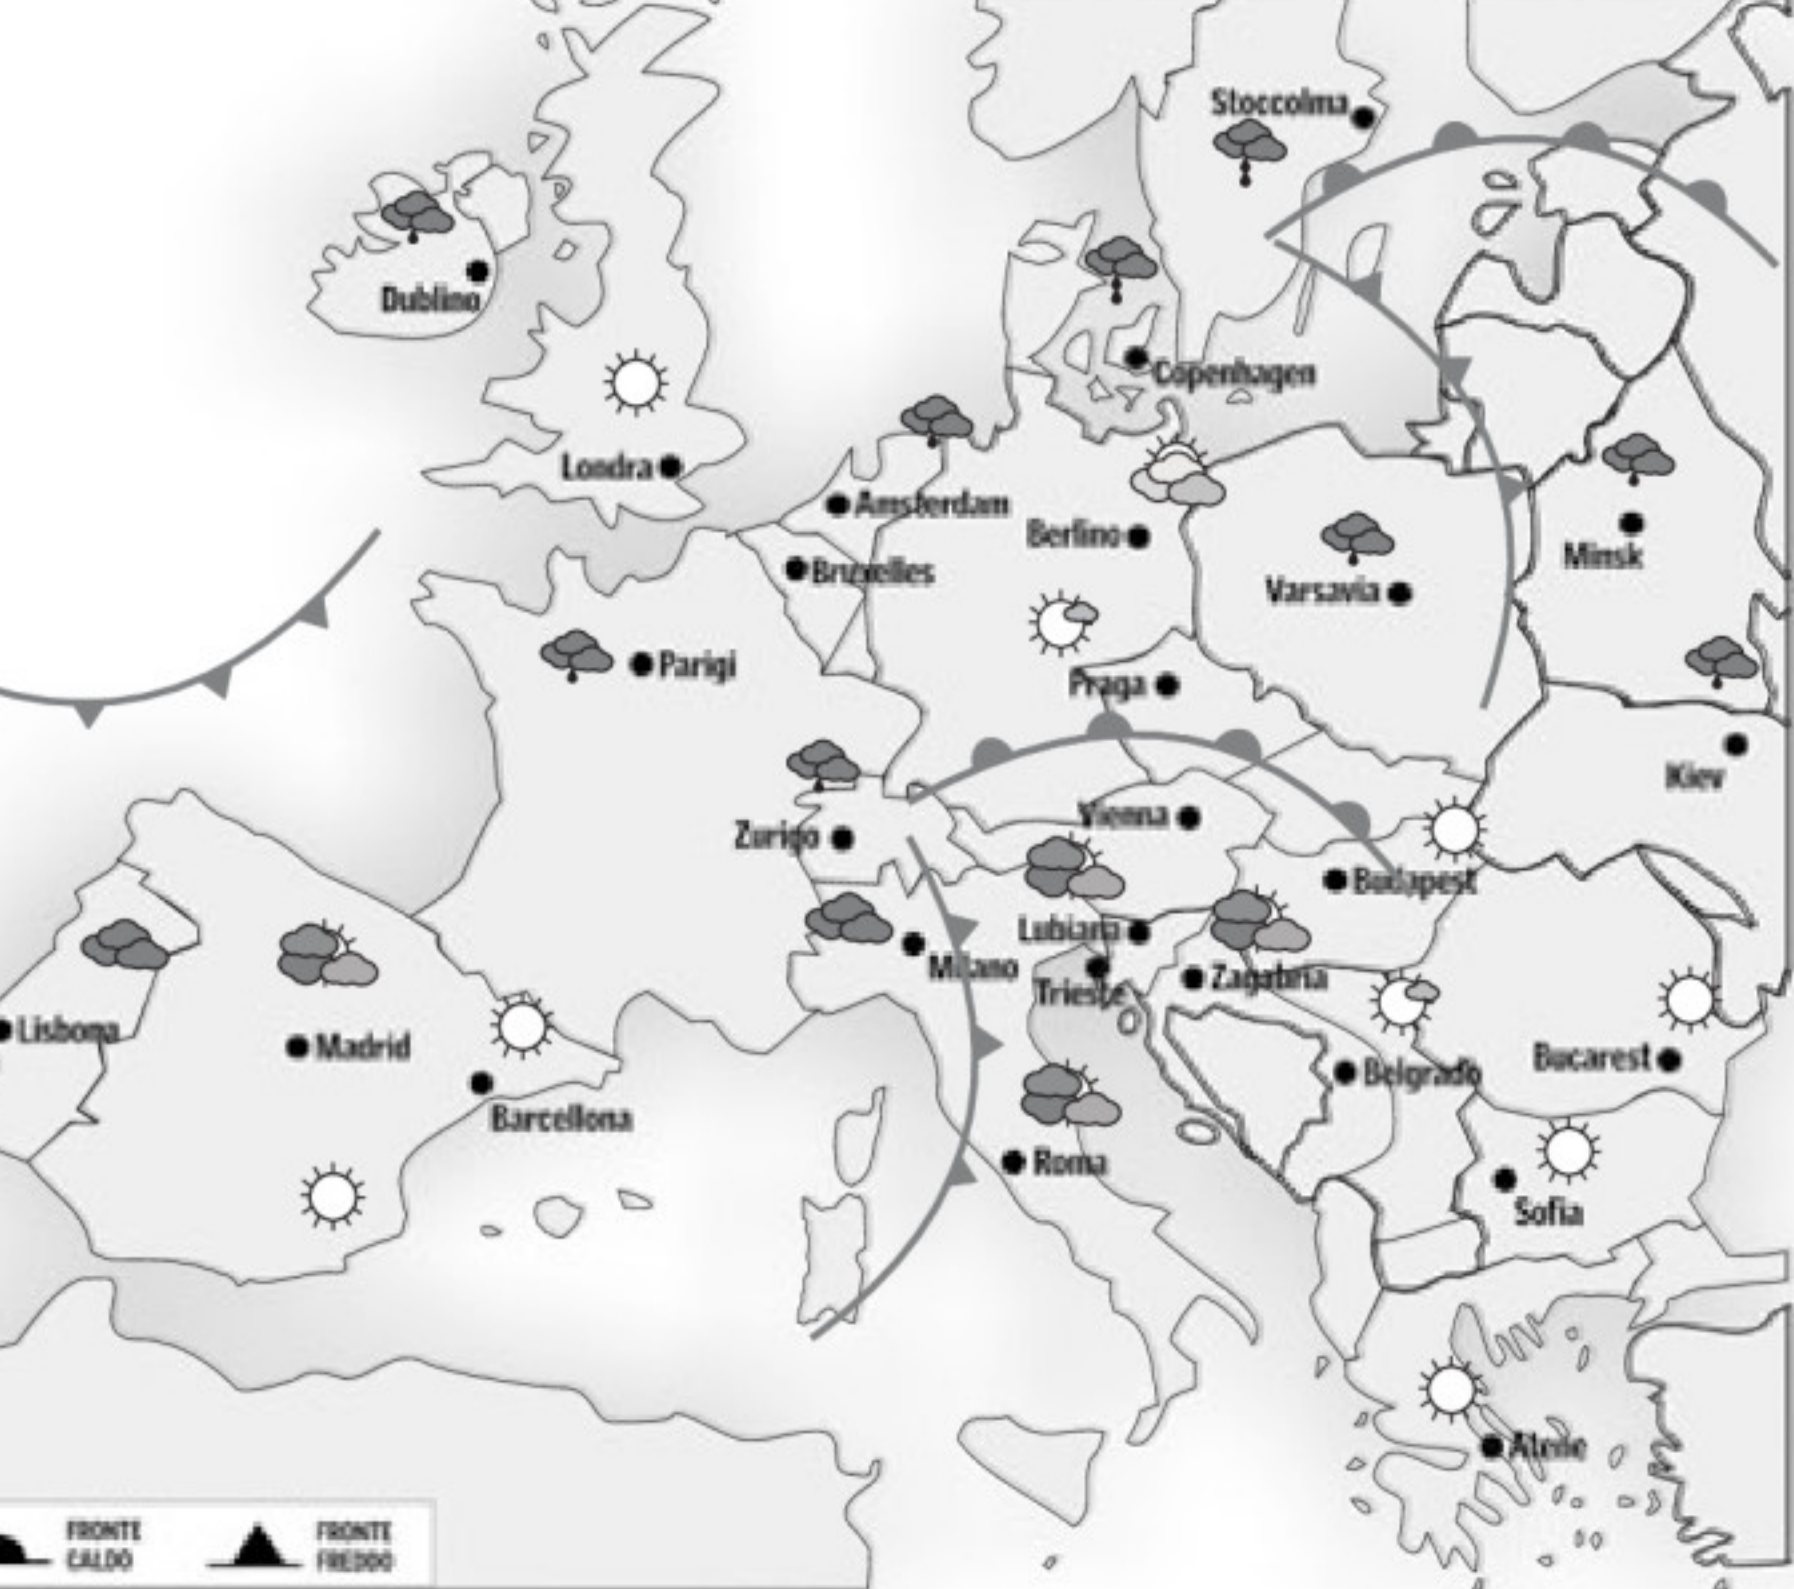 Stoccolma
Dublino
Copenhagen
Londra
Amsterdam
Berlino
Minsk
Bruxelles
Varsavia
Parigi
Praga
Kiev
Vienna
Zurigo
Budapest
Lubiana
Milano
Zagabria
Trieste
Lisbona
Madrid
Belgrado
Bucarest
Barcellona
Roma
Sofia
Atene
FRONTE
CALDO
FRONTE
FREDDO